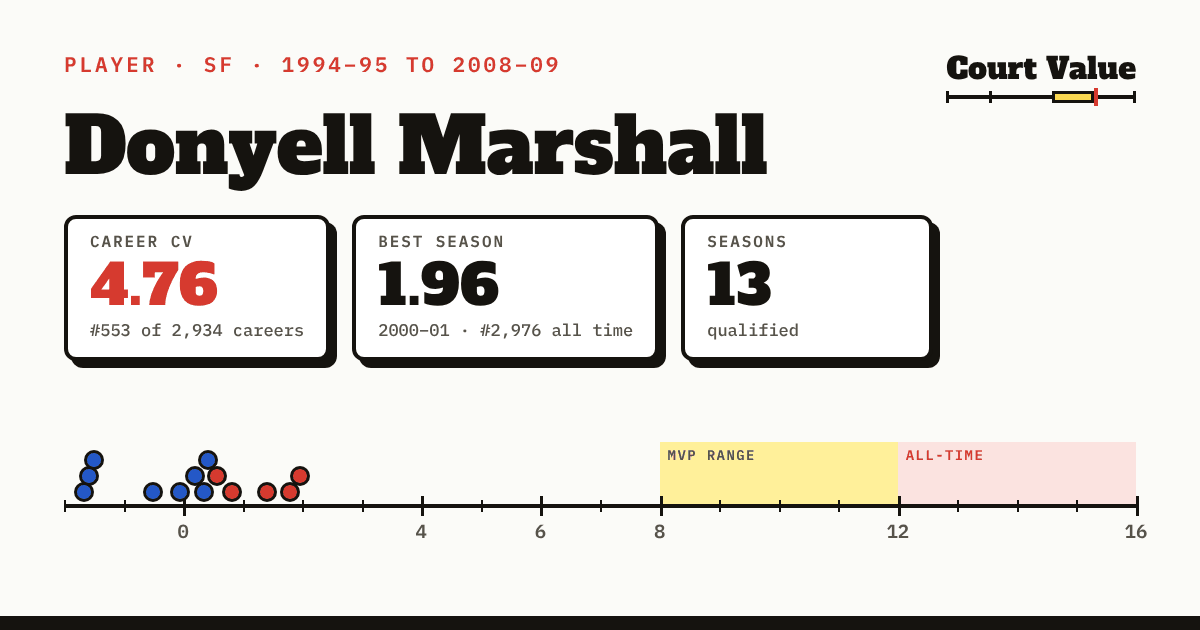 PLAYER · SF · 1994–95 TO 2008–09
Court Value
Donyell Marshall
CAREER CV
4.76
#553 of 2,934 careers
BEST SEASON
1.96
2000–01 · #2,976 all time
SEASONS
13
qualified
MVP RANGE
ALL-TIME
0 4 6 8 12 16